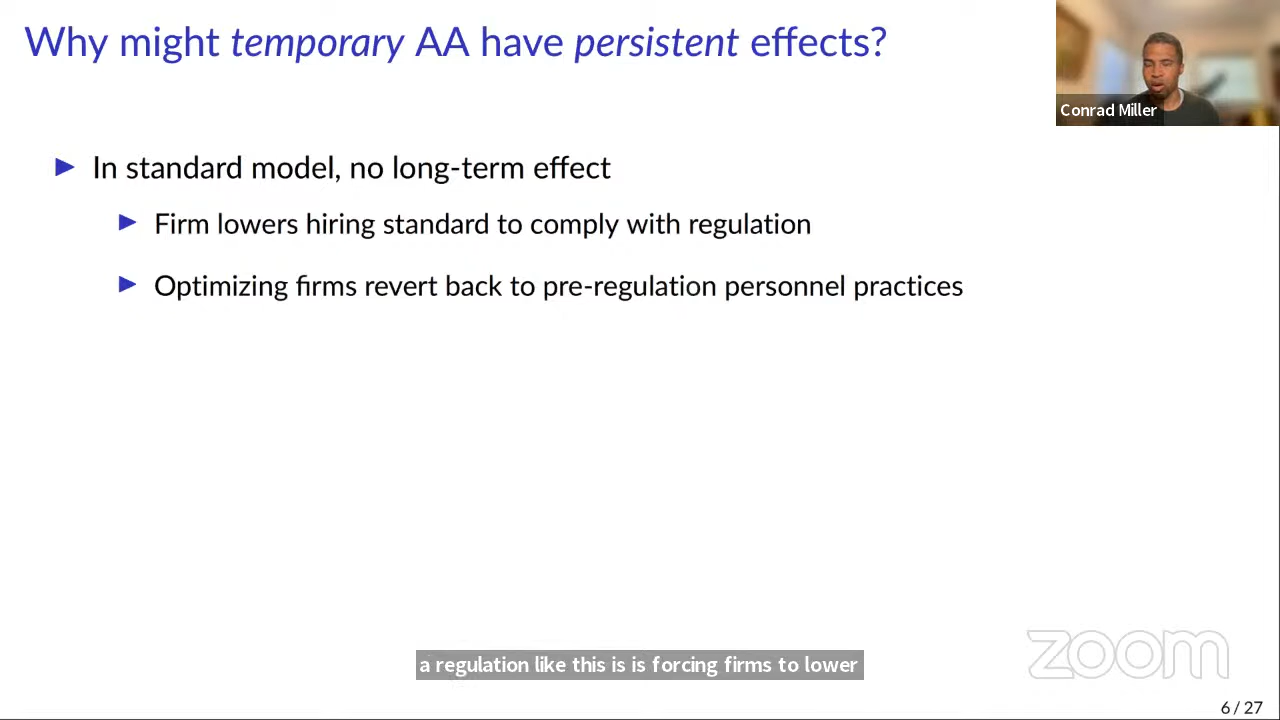 Why might temporary AA have persistent effects?
Conrad Miller
▶ In standard model, no long-term effect
▶ Firm lowers hiring standard to comply with regulation
▶ Optimizing firms revert back to pre-regulation personnel practices
a regulation like this is is forcing firms to lower
zoom
6 / 27